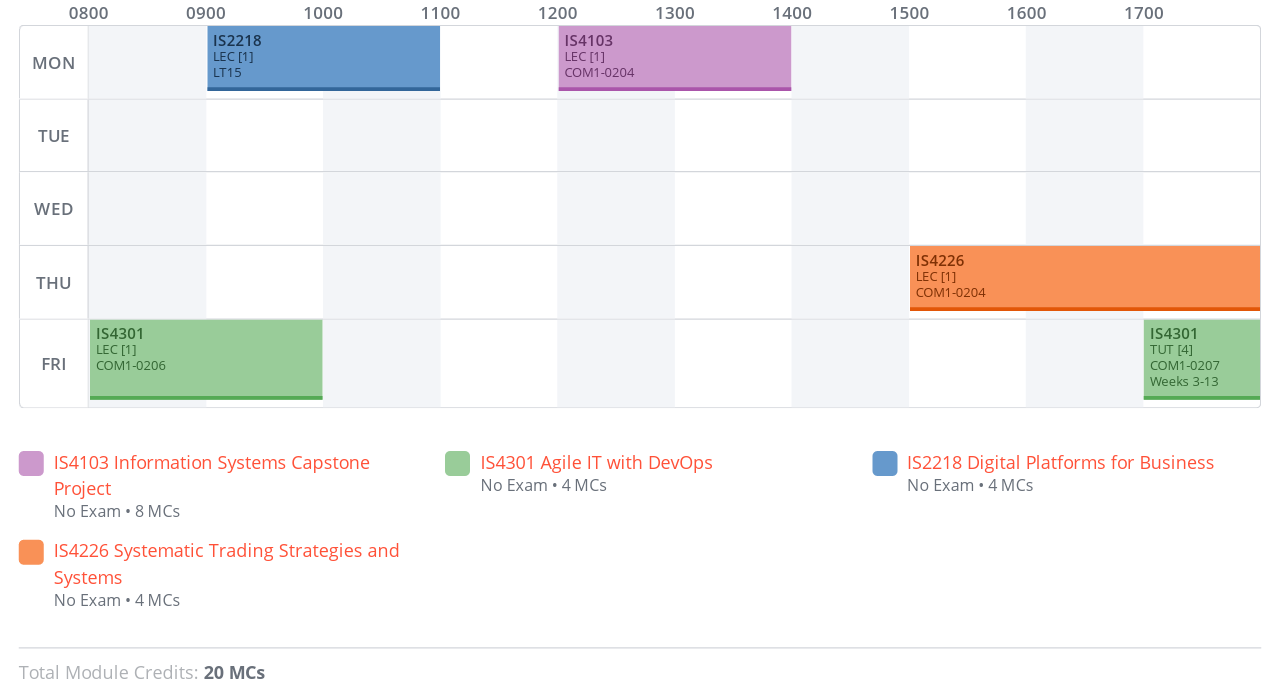 0800 0900 1000 1100 1200 1300 1400 1500 1600 1700
MON
IS2218
LEC [1]
LT15
IS4103
LEC [1]
COM1-0204
TUE
WED
THU
IS4226
LEC [1]
COM1-0204
FRI
IS4301
LEC [1]
COM1-0206
IS4301
TUT [4]
COM1-0207
Weeks 3-13
IS4103 Information Systems Capstone
Project
No Exam • 8 MCs
IS4301 Agile IT with DevOps
No Exam • 4 MCs
IS2218 Digital Platforms for Business
No Exam • 4 MCs
IS4226 Systematic Trading Strategies and
Systems
No Exam • 4 MCs
Total Module Credits: 20 MCs